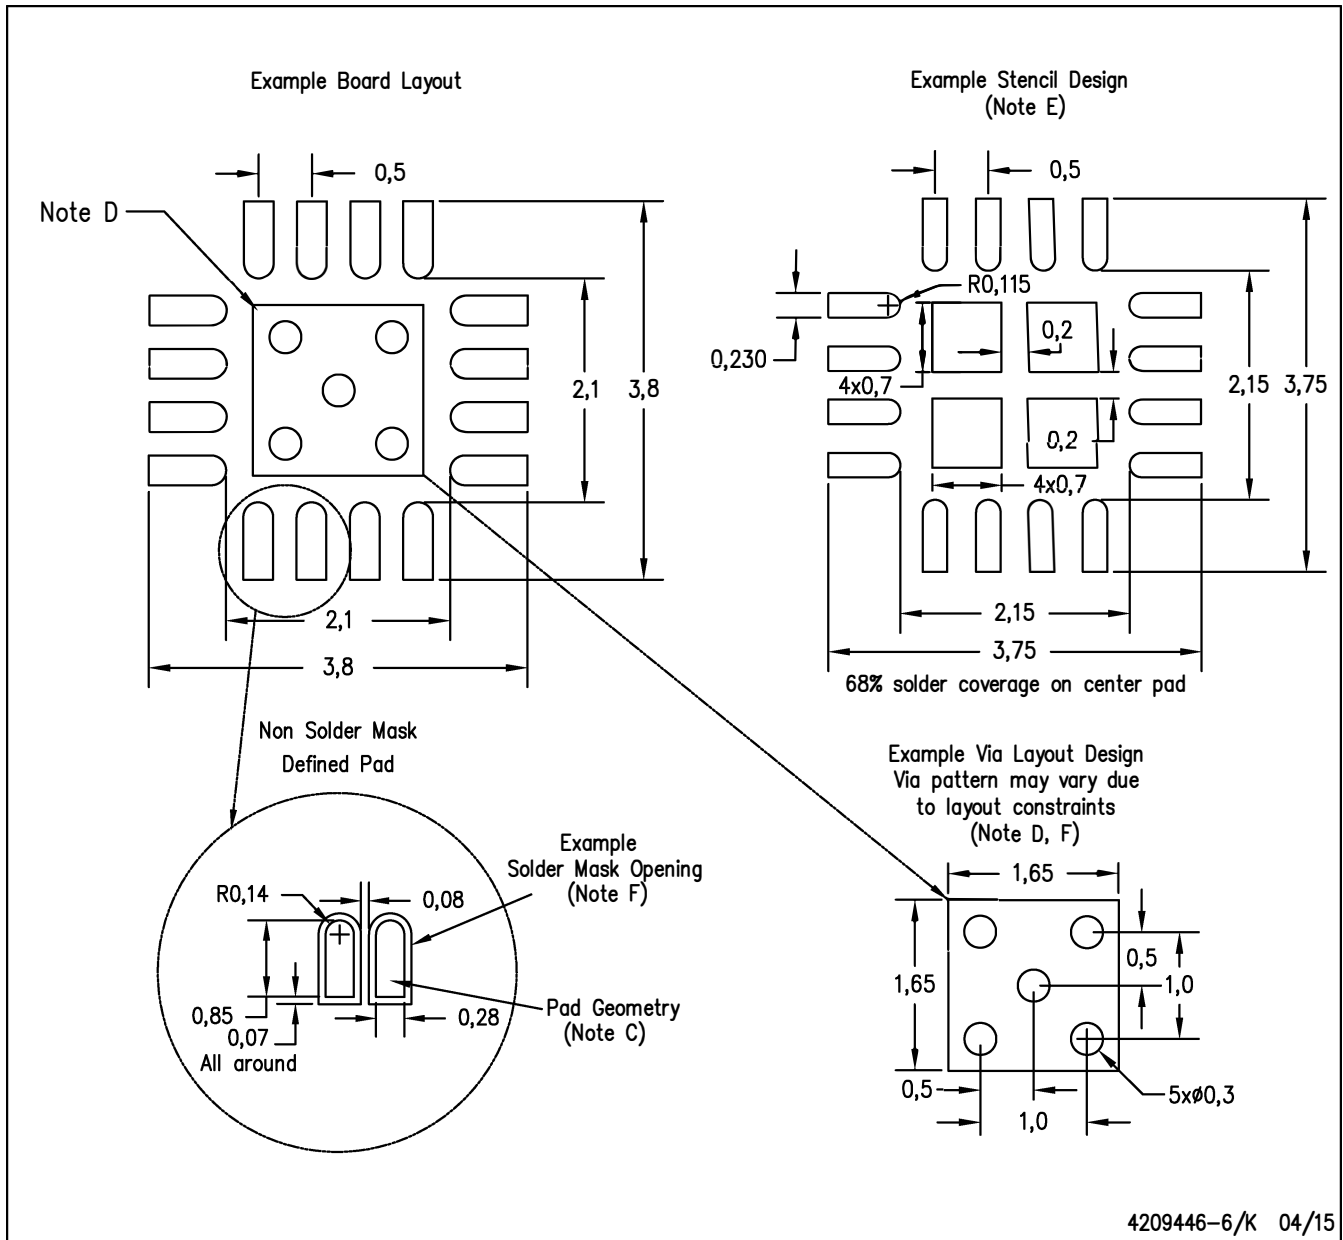 Example Board Layout
0,5
Note D
2,1
3,8
2,1
3,8
Example Stencil Design
(Note E)
0,5
R0,115
0,230
0,2
4x0,7
0,2
4x0,7
2,15
3,75
2,15
3,75
68% solder coverage on center pad
Non Solder Mask
Defined Pad
Example
Solder Mask Opening
(Note F)
R0,14
0,08
0,85
0,07
All around
0,28
Pad Geometry
(Note C)
Example Via Layout Design
Via pattern may vary due
to layout constraints
(Note D, F)
1,65
1,65
0,5
1,0
0,5
1,0
5xø0,3
4209446-6/K 04/15